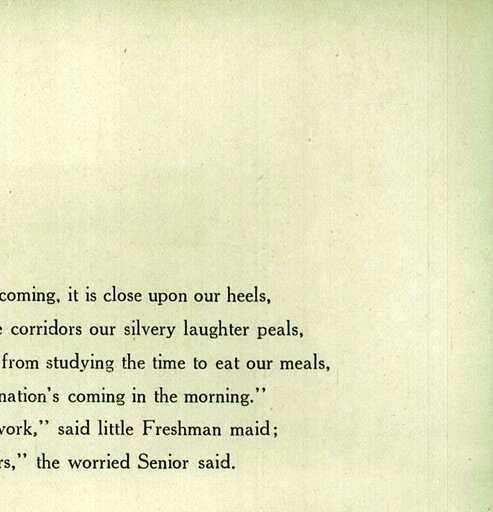 coming, it is close upon our heels,
corridors our silvery laughter peals,
from studying the time to eat our meals,
nation's coming in the morning."
work," said little Freshman maid;
rs," the worried Senior said.